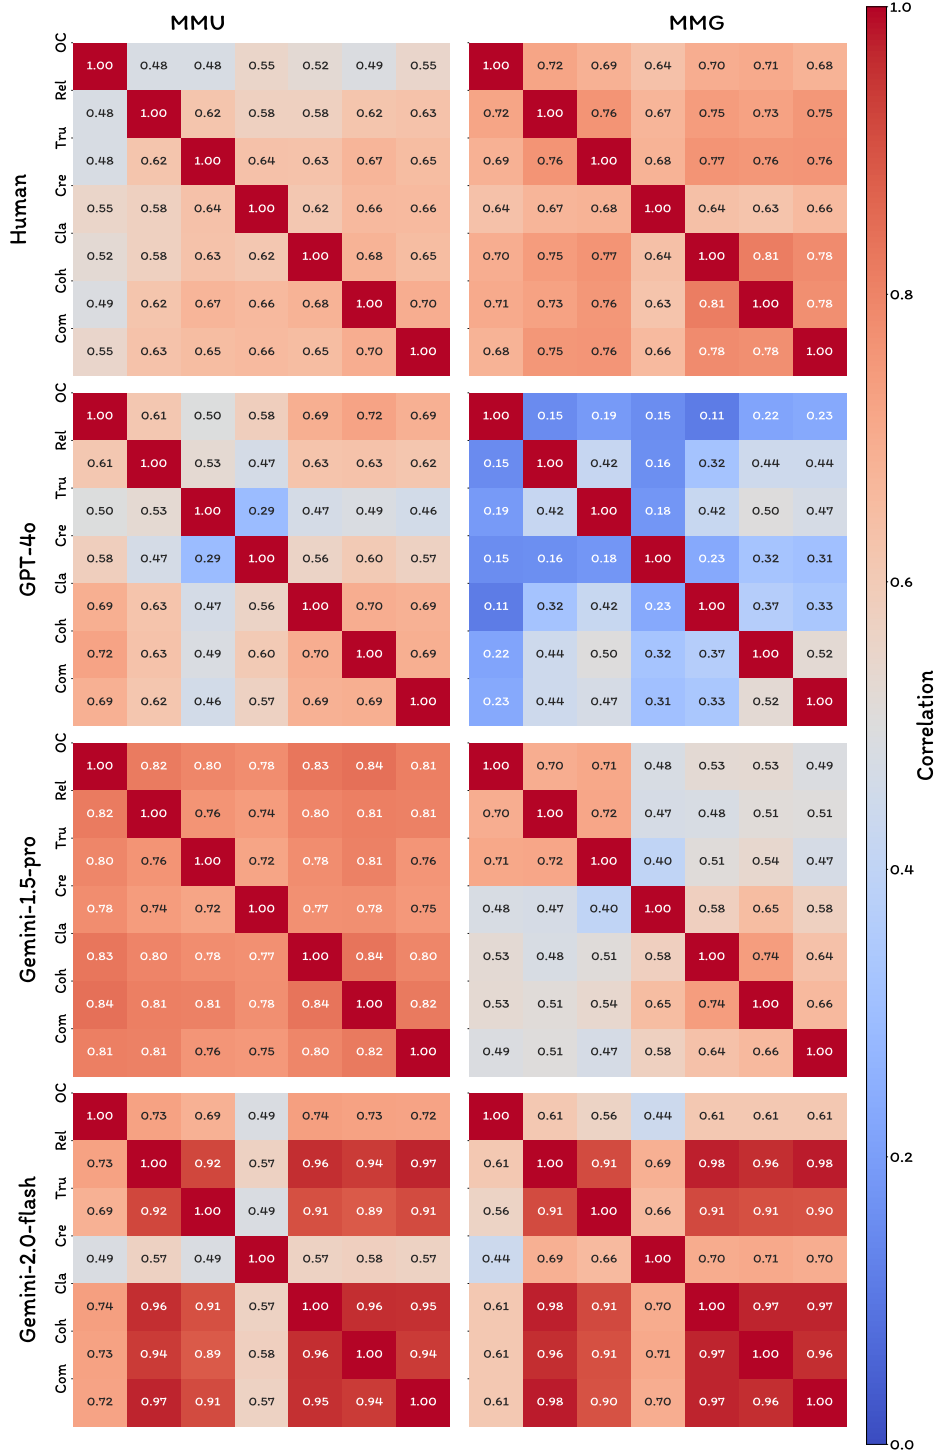 MMU MMG
Human
OC 1.00 0.48 0.48 0.55 0.52 0.49 0.55 1.00 0.72 0.69 0.64 0.70 0.71 0.68
Rel 0.48 1.00 0.62 0.58 0.58 0.62 0.63 0.72 1.00 0.76 0.67 0.75 0.73 0.75
Tru 0.48 0.62 1.00 0.64 0.63 0.67 0.65 0.69 0.76 1.00 0.68 0.77 0.76 0.76
Cre 0.55 0.58 0.64 1.00 0.62 0.66 0.66 0.64 0.67 0.68 1.00 0.64 0.63 0.66
Cla 0.52 0.58 0.63 0.62 1.00 0.68 0.65 0.70 0.75 0.77 0.64 1.00 0.81 0.78
Coh 0.49 0.62 0.67 0.66 0.68 1.00 0.70 0.71 0.73 0.76 0.63 0.81 1.00 0.78
Com 0.55 0.63 0.65 0.66 0.65 0.70 1.00 0.68 0.75 0.76 0.66 0.78 0.78 1.00
GPT-4o
OC 1.00 0.61 0.50 0.58 0.69 0.72 0.69 1.00 0.15 0.19 0.15 0.11 0.22 0.23
Rel 0.61 1.00 0.53 0.47 0.63 0.63 0.62 0.15 1.00 0.42 0.16 0.32 0.44 0.44
Tru 0.50 0.53 1.00 0.29 0.47 0.49 0.46 0.19 0.42 1.00 0.18 0.42 0.50 0.47
Cre 0.58 0.47 0.29 1.00 0.56 0.60 0.57 0.15 0.16 0.18 1.00 0.23 0.32 0.31
Cla 0.69 0.63 0.47 0.56 1.00 0.70 0.69 0.11 0.32 0.42 0.23 1.00 0.37 0.33
Coh 0.72 0.63 0.49 0.60 0.70 1.00 0.69 0.22 0.44 0.50 0.32 0.37 1.00 0.52
Com 0.69 0.62 0.46 0.57 0.69 0.69 1.00 0.23 0.44 0.47 0.31 0.33 0.52 1.00
Gemini-1.5-pro
OC 1.00 0.82 0.80 0.78 0.83 0.84 0.81 1.00 0.70 0.71 0.48 0.53 0.53 0.49
Rel 0.82 1.00 0.76 0.74 0.80 0.81 0.81 0.70 1.00 0.72 0.47 0.48 0.51 0.51
Tru 0.80 0.76 1.00 0.72 0.78 0.81 0.76 0.71 0.72 1.00 0.40 0.51 0.54 0.47
Cre 0.78 0.74 0.72 1.00 0.77 0.78 0.75 0.48 0.47 0.40 1.00 0.58 0.65 0.58
Cla 0.83 0.80 0.78 0.77 1.00 0.84 0.80 0.53 0.48 0.51 0.58 1.00 0.74 0.64
Coh 0.84 0.81 0.81 0.78 0.84 1.00 0.82 0.53 0.51 0.54 0.65 0.74 1.00 0.66
Com 0.81 0.81 0.76 0.75 0.80 0.82 1.00 0.49 0.51 0.47 0.58 0.64 0.66 1.00
Gemini-2.0-flash
OC 1.00 0.73 0.69 0.49 0.74 0.73 0.72 1.00 0.61 0.56 0.44 0.61 0.61 0.61
Rel 0.73 1.00 0.92 0.57 0.96 0.94 0.97 0.61 1.00 0.91 0.69 0.98 0.96 0.98
Tru 0.69 0.92 1.00 0.49 0.91 0.89 0.91 0.56 0.91 1.00 0.66 0.91 0.91 0.90
Cre 0.49 0.57 0.49 1.00 0.57 0.58 0.57 0.44 0.69 0.66 1.00 0.70 0.71 0.70
Cla 0.74 0.96 0.91 0.57 1.00 0.96 0.95 0.61 0.98 0.91 0.70 1.00 0.97 0.97
Coh 0.73 0.94 0.89 0.58 0.96 1.00 0.94 0.61 0.96 0.91 0.71 0.97 1.00 0.96
Com 0.72 0.97 0.91 0.57 0.95 0.94 1.00 0.61 0.98 0.90 0.70 0.97 0.96 1.00
1.0
0.8
0.6
0.4
0.2
0.0
Correlation